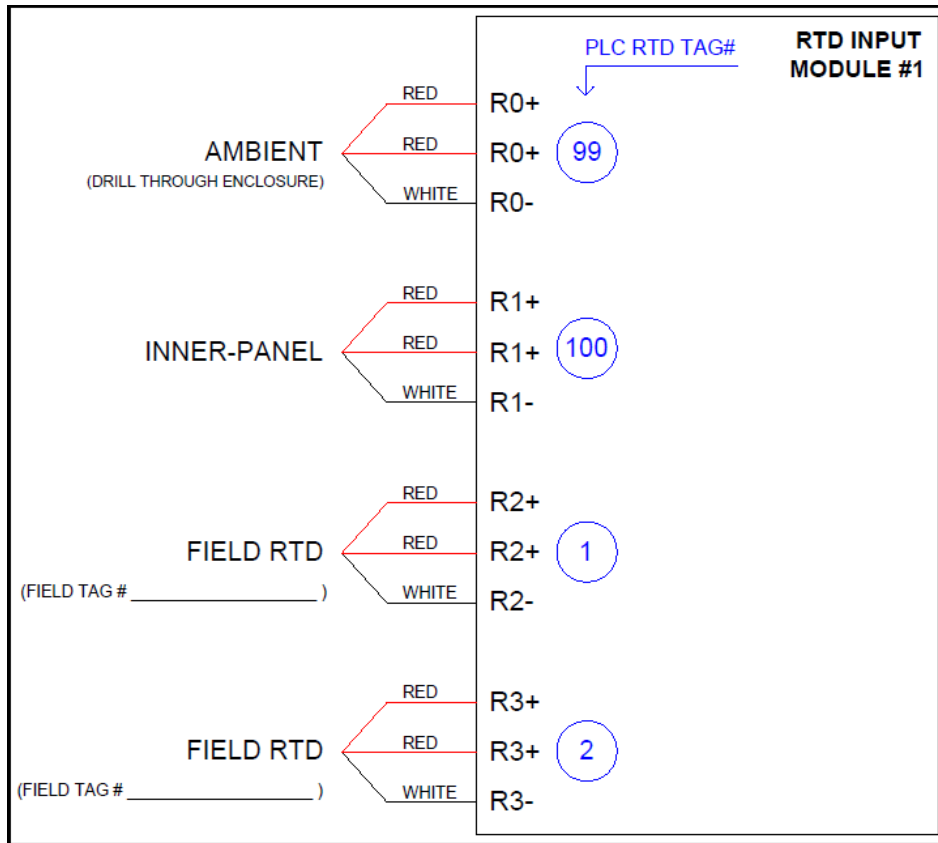 PLC RTD TAG#
RTD INPUT
MODULE #1
RED
R0+
AMBIENT
RED
R0+
99
(DRILL THROUGH ENCLOSURE)
WHITE
R0-
RED
R1+
INNER-PANEL
RED
R1+
100
WHITE
R1-
RED
R2+
FIELD RTD
RED
R2+
1
(FIELD TAG # ____________________ )
WHITE
R2-
RED
R3+
FIELD RTD
RED
R3+
2
(FIELD TAG # ____________________ )
WHITE
R3-